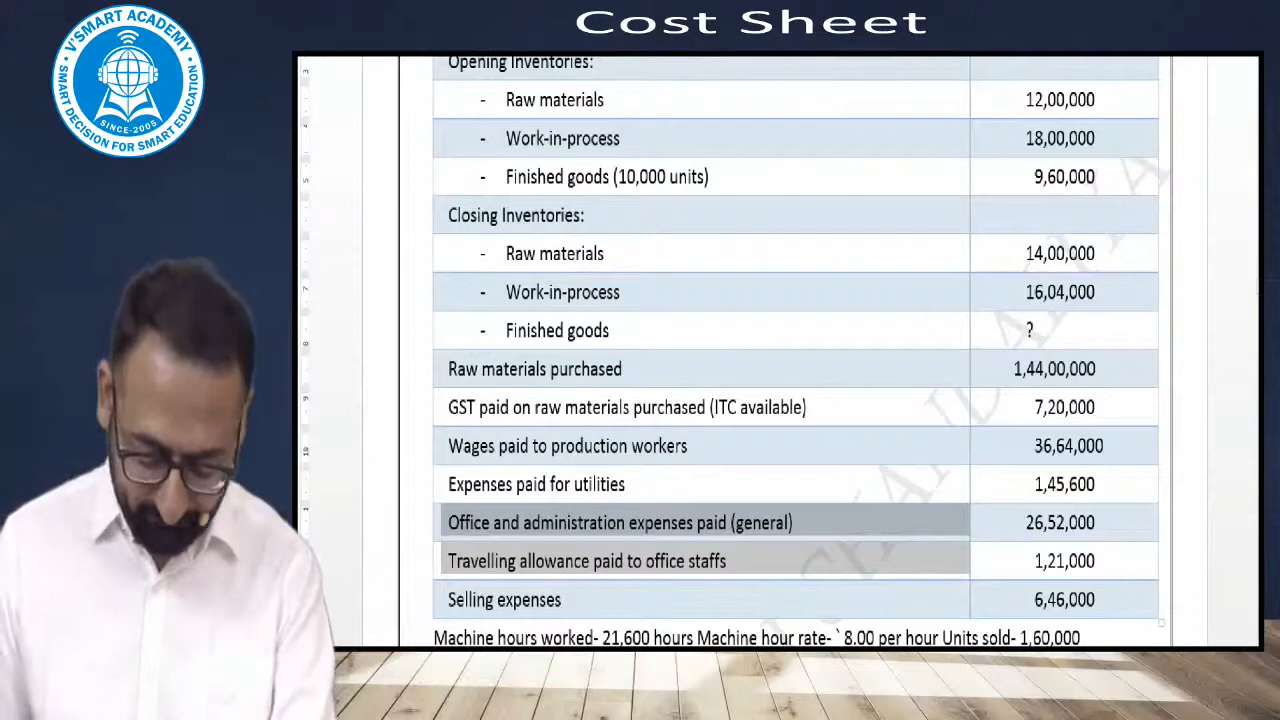 Cost Sheet
V'SMART ACADEMY
SMART DECISION FOR SMART EDUCATION
SINCE-2005
Opening Inventories:
- Raw materials 12,00,000
- Work-in-process 18,00,000
- Finished goods (10,000 units) 9,60,000
Closing Inventories:
- Raw materials 14,00,000
- Work-in-process 16,04,000
- Finished goods ?
Raw materials purchased 1,44,00,000
GST paid on raw materials purchased (ITC available) 7,20,000
Wages paid to production workers 36,64,000
Expenses paid for utilities 1,45,600
Office and administration expenses paid (general) 26,52,000
Travelling allowance paid to office staffs 1,21,000
Selling expenses 6,46,000
Machine hours worked- 21,600 hours Machine hour rate- ` 8.00 per hour Units sold- 1,60,000